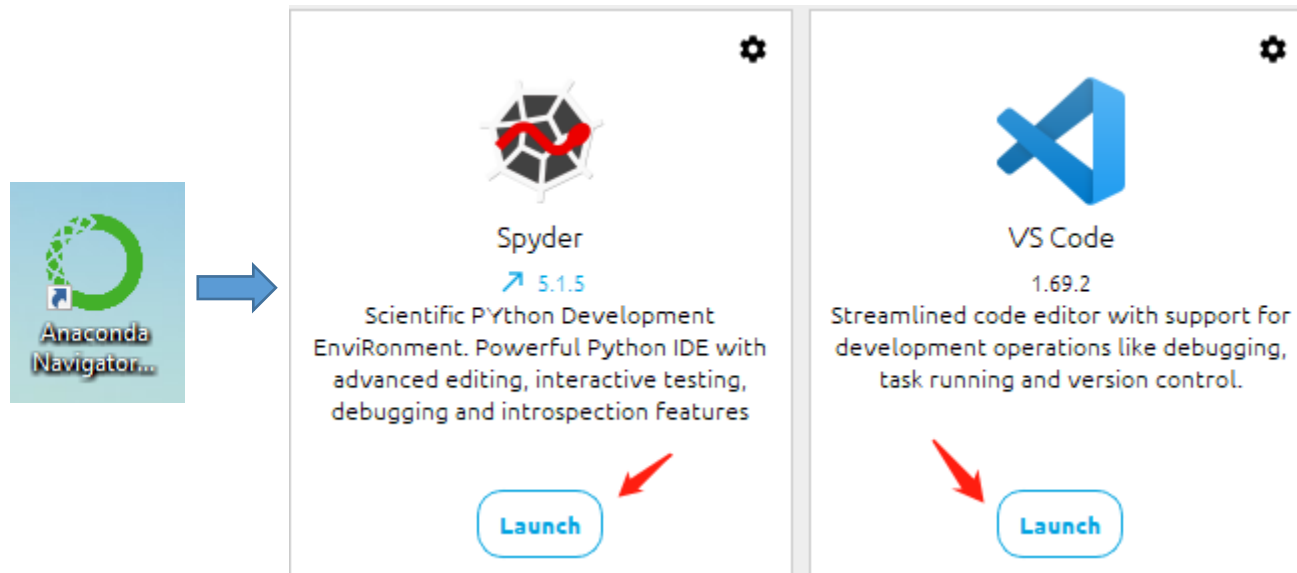 Anaconda
Navigator...
Spyder
5.1.5
Scientific PYthon Development
EnviRonment. Powerful Python IDE with
advanced editing, interactive testing,
debugging and introspection features
Launch
VS Code
1.69.2
Streamlined code editor with support for
development operations like debugging,
task running and version control.
Launch